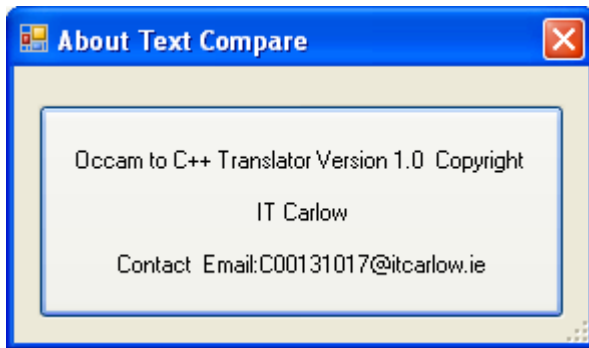 About Text Compare
Occam to C++ Translator Version 1.0 Copyright
IT Carlow
Contact Email:C00131017@itcarlow.ie